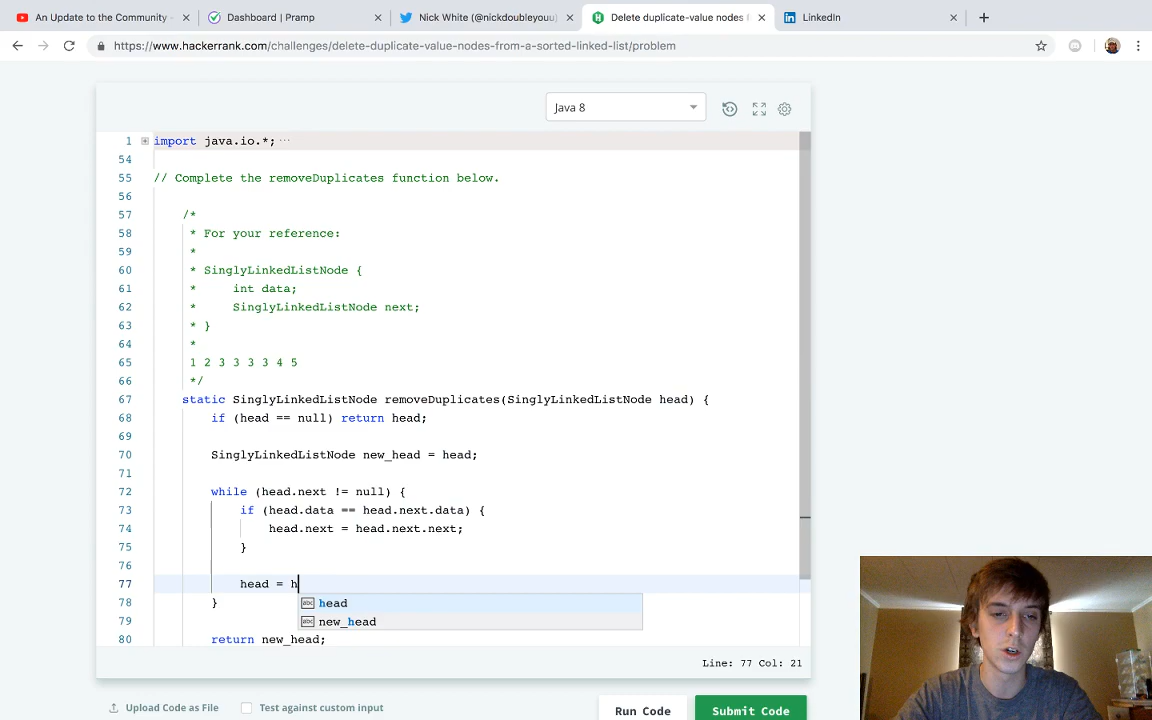 An Update to the Community -
Dashboard | Pramp
Nick White (@nickdoubleyouu)
Delete duplicate-value nodes
LinkedIn
https://www.hackerrank.com/challenges/delete-duplicate-value-nodes-from-a-sorted-linked-list/problem
Java 8
1 import java.io.*;
54
55 // Complete the removeDuplicates function below.
56
57 /*
58 * For your reference:
59 *
60 * SinglyLinkedListNode {
61 * int data;
62 * SinglyLinkedListNode next;
63 * }
64 *
65 1 2 3 3 3 3 4 5
66 */
67 static SinglyLinkedListNode removeDuplicates(SinglyLinkedListNode head) {
68 if (head == null) return head;
69
70 SinglyLinkedListNode new_head = head;
71
72 while (head.next != null) {
73 if (head.data == head.next.data) {
74 head.next = head.next.next;
75 }
76
77 head = h
abc head
78 }
abc new_head
79
80 return new_head;
Line: 77 Col: 21
Upload Code as File
Test against custom input
Run Code
Submit Code